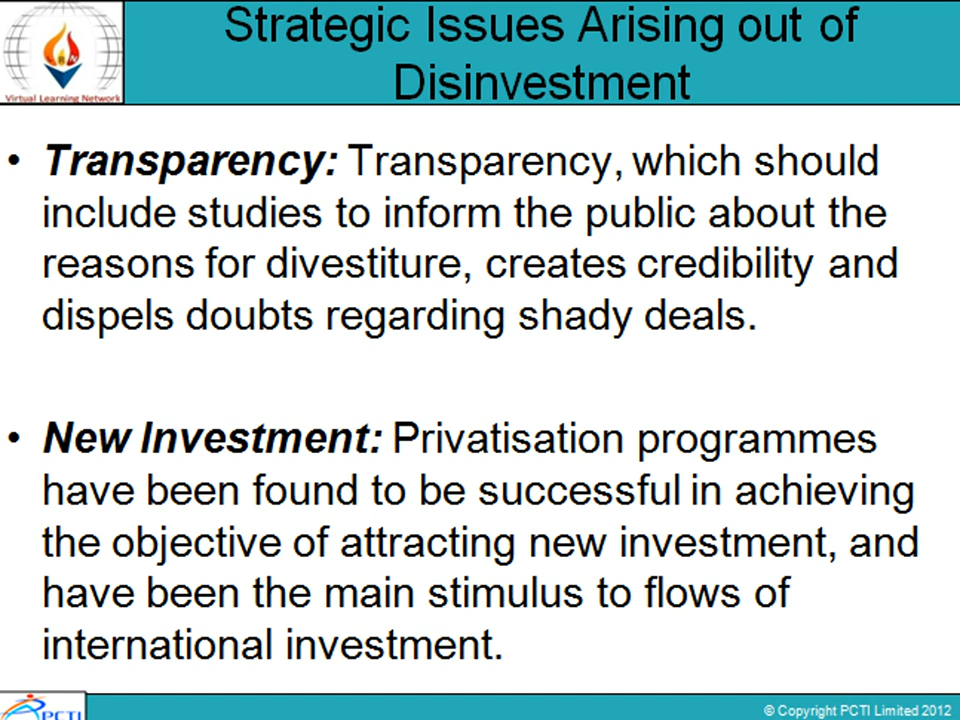 Strategic Issues Arising out of
Disinvestment
Virtual Learning Network
• Transparency: Transparency, which should
include studies to inform the public about the
reasons for divestiture, creates credibility and
dispels doubts regarding shady deals.
• New Investment: Privatisation programmes
have been found to be successful in achieving
the objective of attracting new investment, and
have been the main stimulus to flows of
international investment.
PCTI
© Copyright PCTI Limited 2012